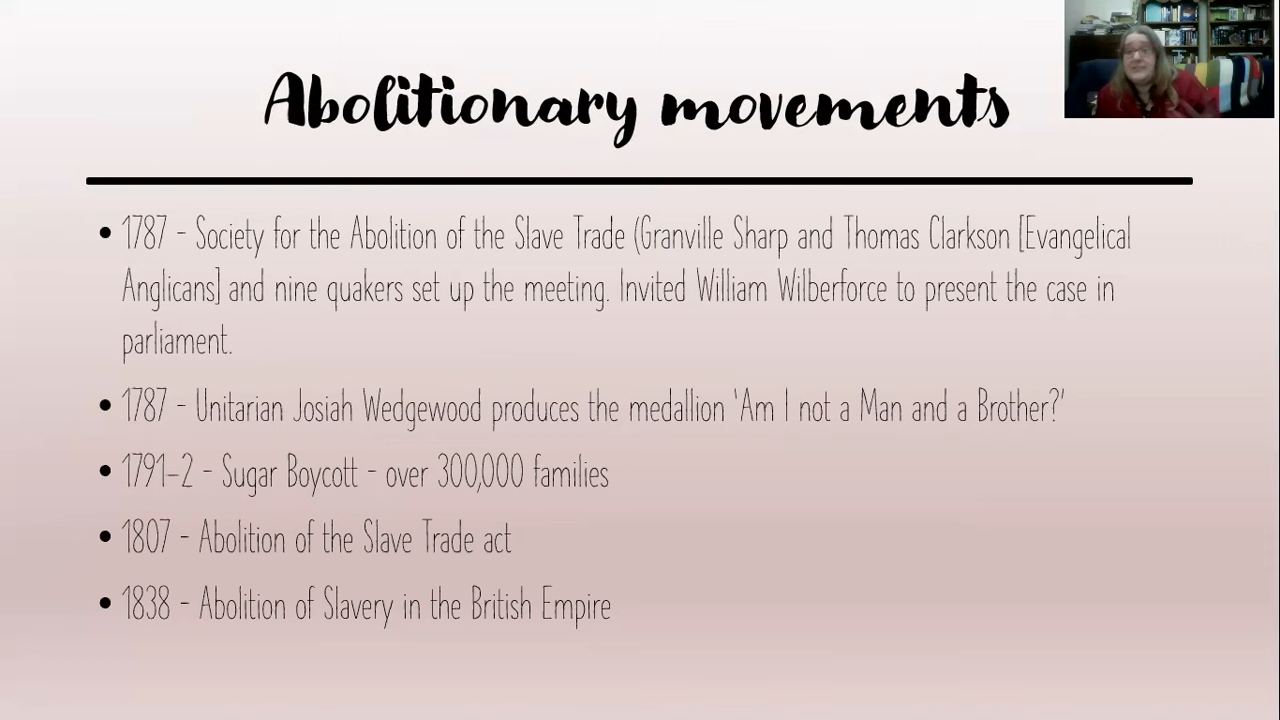 Abolitionary movements
• 1787 - Society for the Abolition of the Slave Trade (Granville Sharp and Thomas Clarkson [Evangelical
Anglicans] and nine quakers set up the meeting. Invited William Wilberforce to present the case in
parliament.
• 1787 - Unitarian Josiah Wedgewood produces the medallion 'Am I not a Man and a Brother?'
• 1791-2 - Sugar Boycott - over 300,000 families
• 1807 - Abolition of the Slave Trade act
• 1838 - Abolition of Slavery in the British Empire